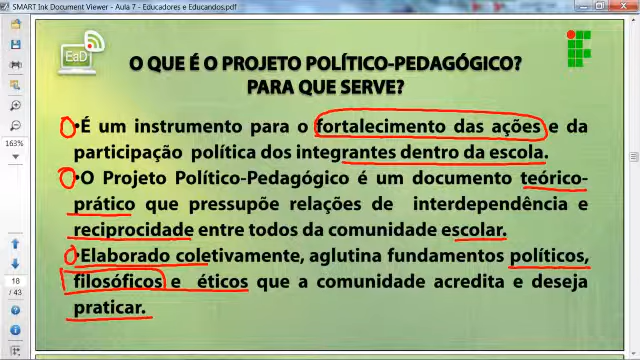 SMART Ink Document Viewer - Aula 7 - Educadores e Educandos.pdf
EaD
O QUE É O PROJETO POLÍTICO-PEDAGÓGICO?
PARA QUE SERVE?
•É um instrumento para o fortalecimento das ações e da
participação política dos integrantes dentro da escola.
•O Projeto Político-Pedagógico é um documento teórico-
prático que pressupõe relações de interdependência e
reciprocidade entre todos da comunidade escolar.
•Elaborado coletivamente, aglutina fundamentos políticos,
filosóficos e éticos que a comunidade acredita e deseja
praticar.
163%
18
/ 43